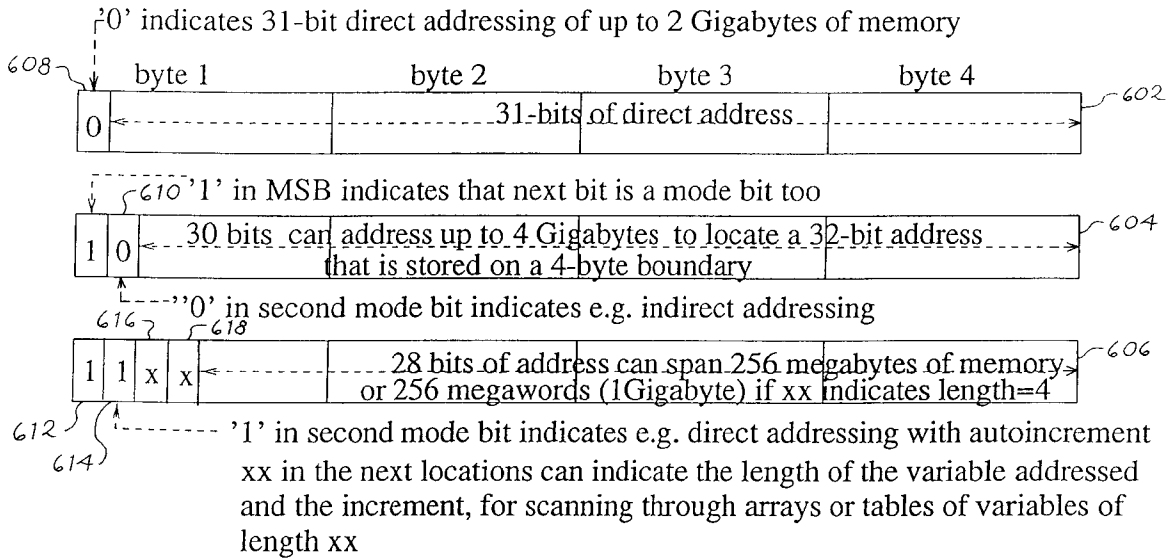 '0' indicates 31-bit direct addressing of up to 2 Gigabytes of memory
608 byte 1 byte 2 byte 3 byte 4
0 31-bits of direct address 602
610 '1' in MSB indicates that next bit is a mode bit too
1 0 30 bits can address up to 4 Gigabytes to locate a 32-bit address 604
that is stored on a 4-byte boundary
''0' in second mode bit indicates e.g. indirect addressing
616 618
1 1 x x 28 bits of address can span 256 megabytes of memory 606
or 256 megawords (1Gigabyte) if xx indicates length=4
612 '1' in second mode bit indicates e.g. direct addressing with autoincrement
614 xx in the next locations can indicate the length of the variable addressed
and the increment, for scanning through arrays or tables of variables of
length xx